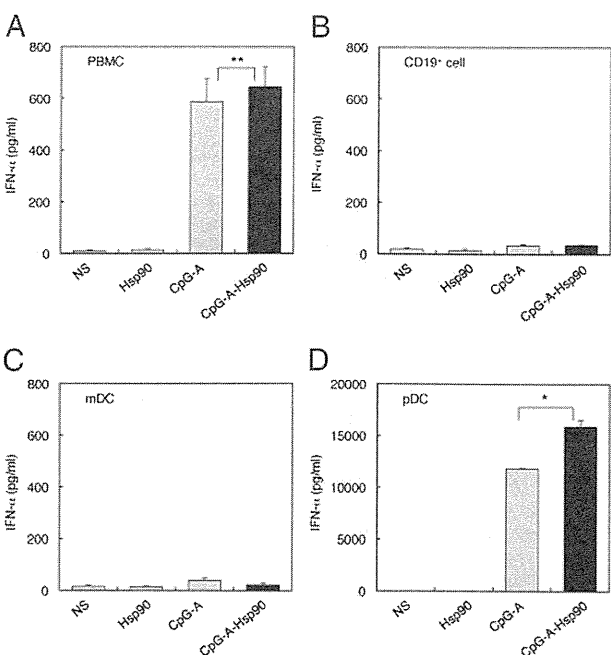 A
800
600
400
200
0
IFN-α (pg/ml)
PBMC
**
NS
Hsp90
CpG-A
CpG-A-Hsp90
B
800
600
400
200
0
IFN-α (pg/ml)
CD19⁺ cell
NS
Hsp90
CpG-A
CpG-A-Hsp90
C
800
600
400
200
0
IFN-α (pg/ml)
mDC
NS
Hsp90
CpG-A
CpG-A-Hsp90
D
20000
15000
10000
5000
0
IFN-α (pg/ml)
pDC
*
NS
Hsp90
CpG-A
CpG-A-Hsp90